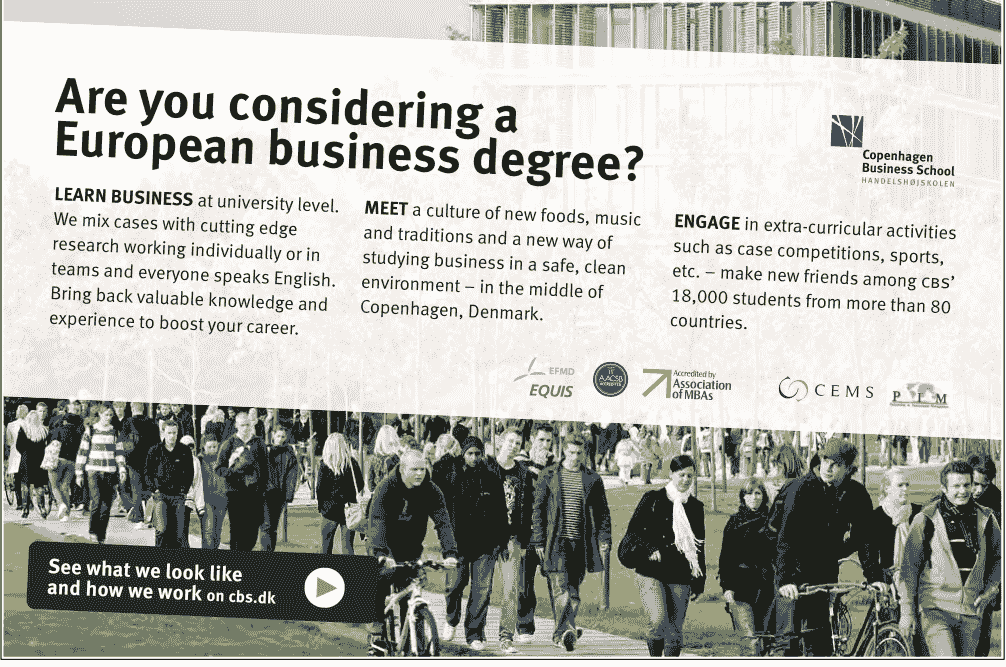 Are you considering a
European business degree?
Copenhagen
Business School
HANDELSHØJSKOLEN
LEARN BUSINESS at university level.
We mix cases with cutting edge
research working individually or in
teams and everyone speaks English.
Bring back valuable knowledge and
experience to boost your career.
MEET a culture of new foods, music
and traditions and a new way of
studying business in a safe, clean
environment – in the middle of
Copenhagen, Denmark.
ENGAGE in extra-curricular activities
such as case competitions, sports,
etc. – make new friends among CBS'
18,000 students from more than 80
countries.
EFMD
EQUIS
AACSB
ACCREDITED
Accredited by
Association
of MBAs
CEMS
PIM
See what we look like
and how we work on cbs.dk